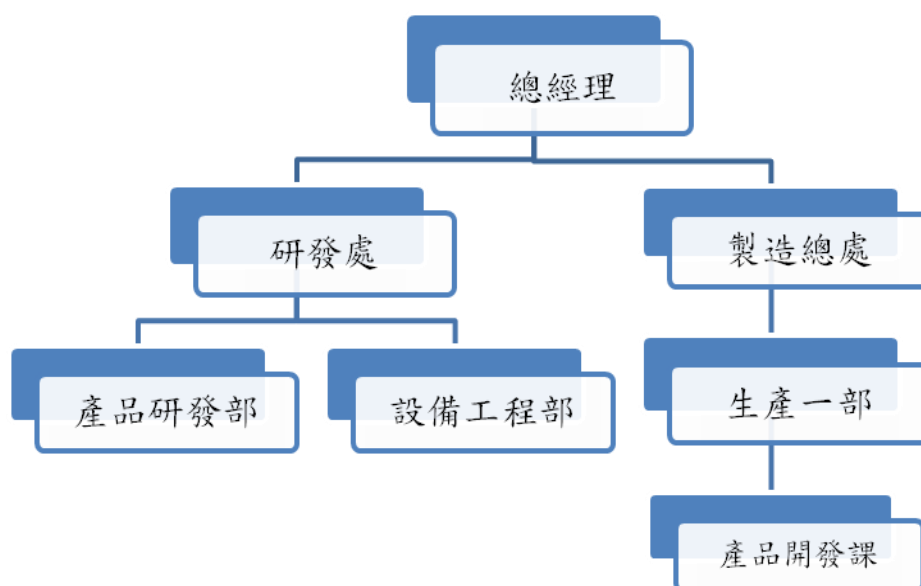 總經理
研發處
製造總處
產品研發部
設備工程部
生產一部
產品開發課